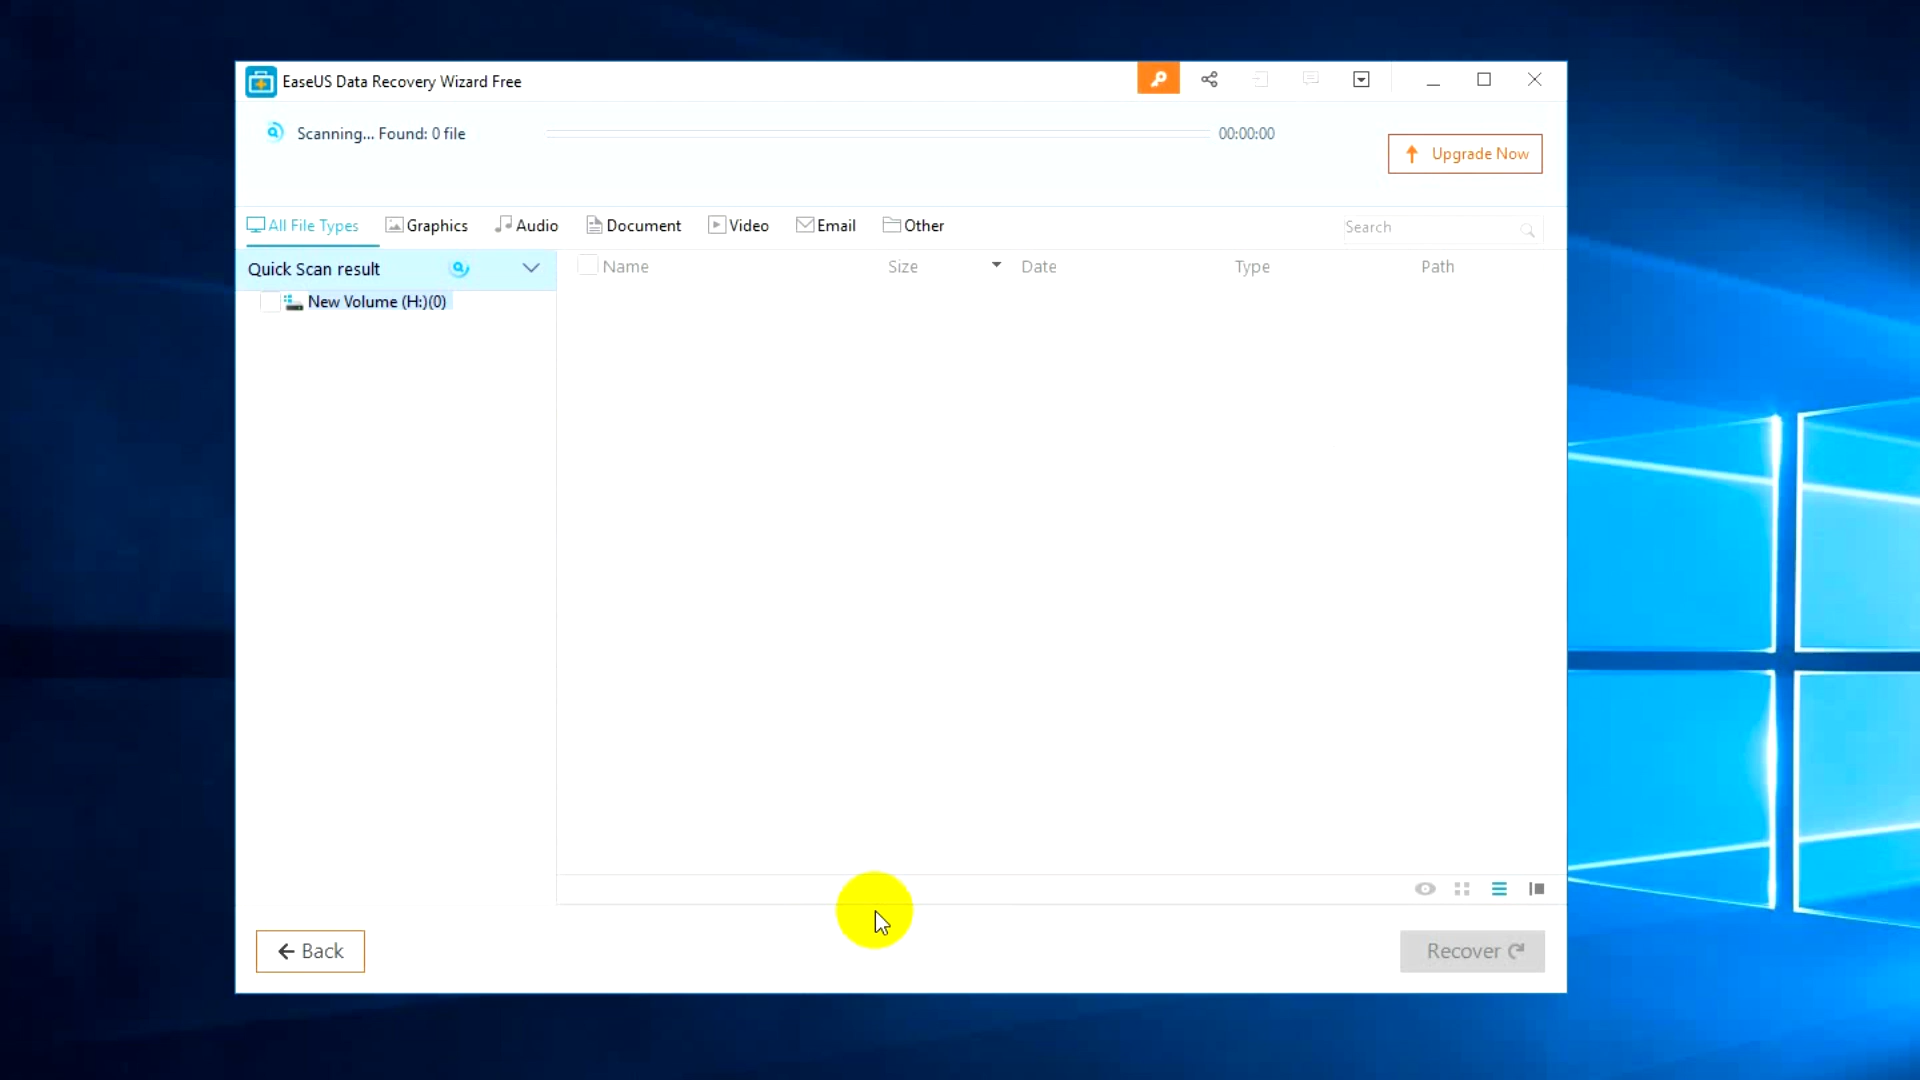 EaseUS Data Recovery Wizard Free
Scanning... Found: 0 file
00:00:00
Upgrade Now
All File Types Graphics Audio Document Video Email Other
Search
Quick Scan result
Name Size Date Type Path
New Volume (H:)(0)
Back
Recover